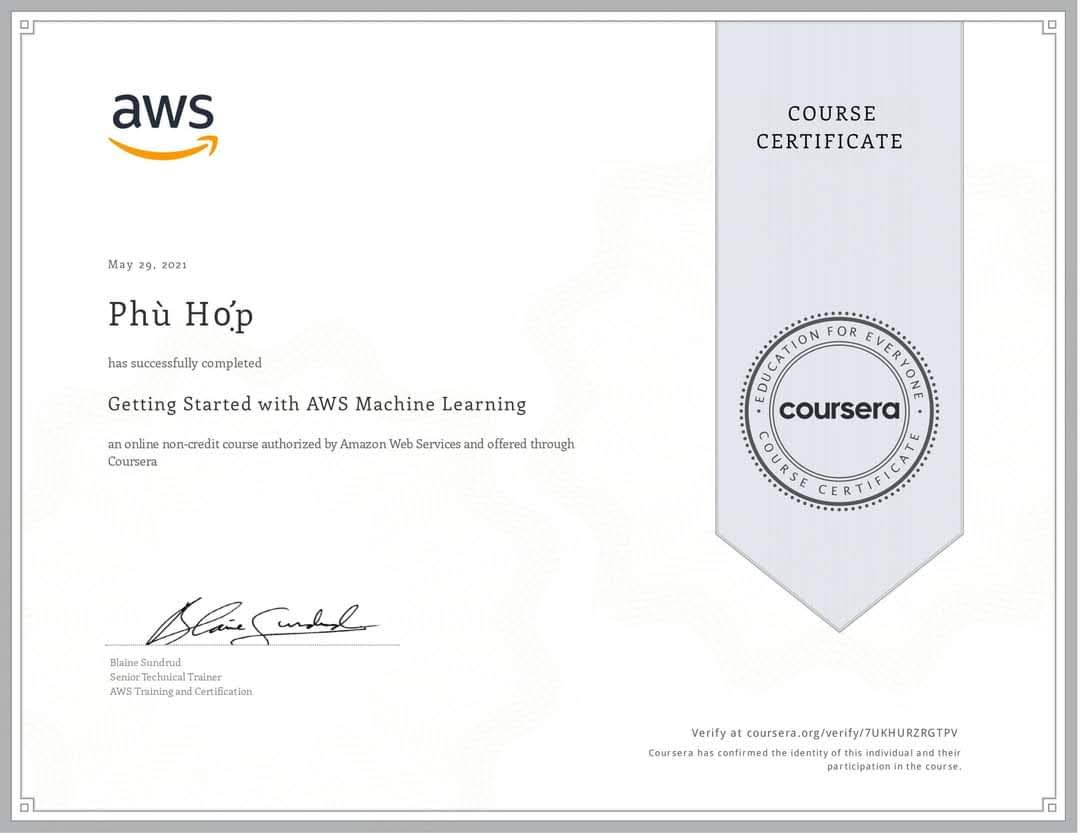 aws
COURSE
CERTIFICATE
May 29, 2021
Phù Hợp
has successfully completed
Getting Started with AWS Machine Learning
an online non-credit course authorized by Amazon Web Services and offered through
Coursera
EDUCATION FOR EVERYONE
coursera
COURSE CERTIFICATE
Blaine Sundrud
Blaine Sundrud
Senior Technical Trainer
AWS Training and Certification
Verify at coursera.org/verify/7UKHURZRGTPV
Coursera has confirmed the identity of this individual and their
participation in the course.